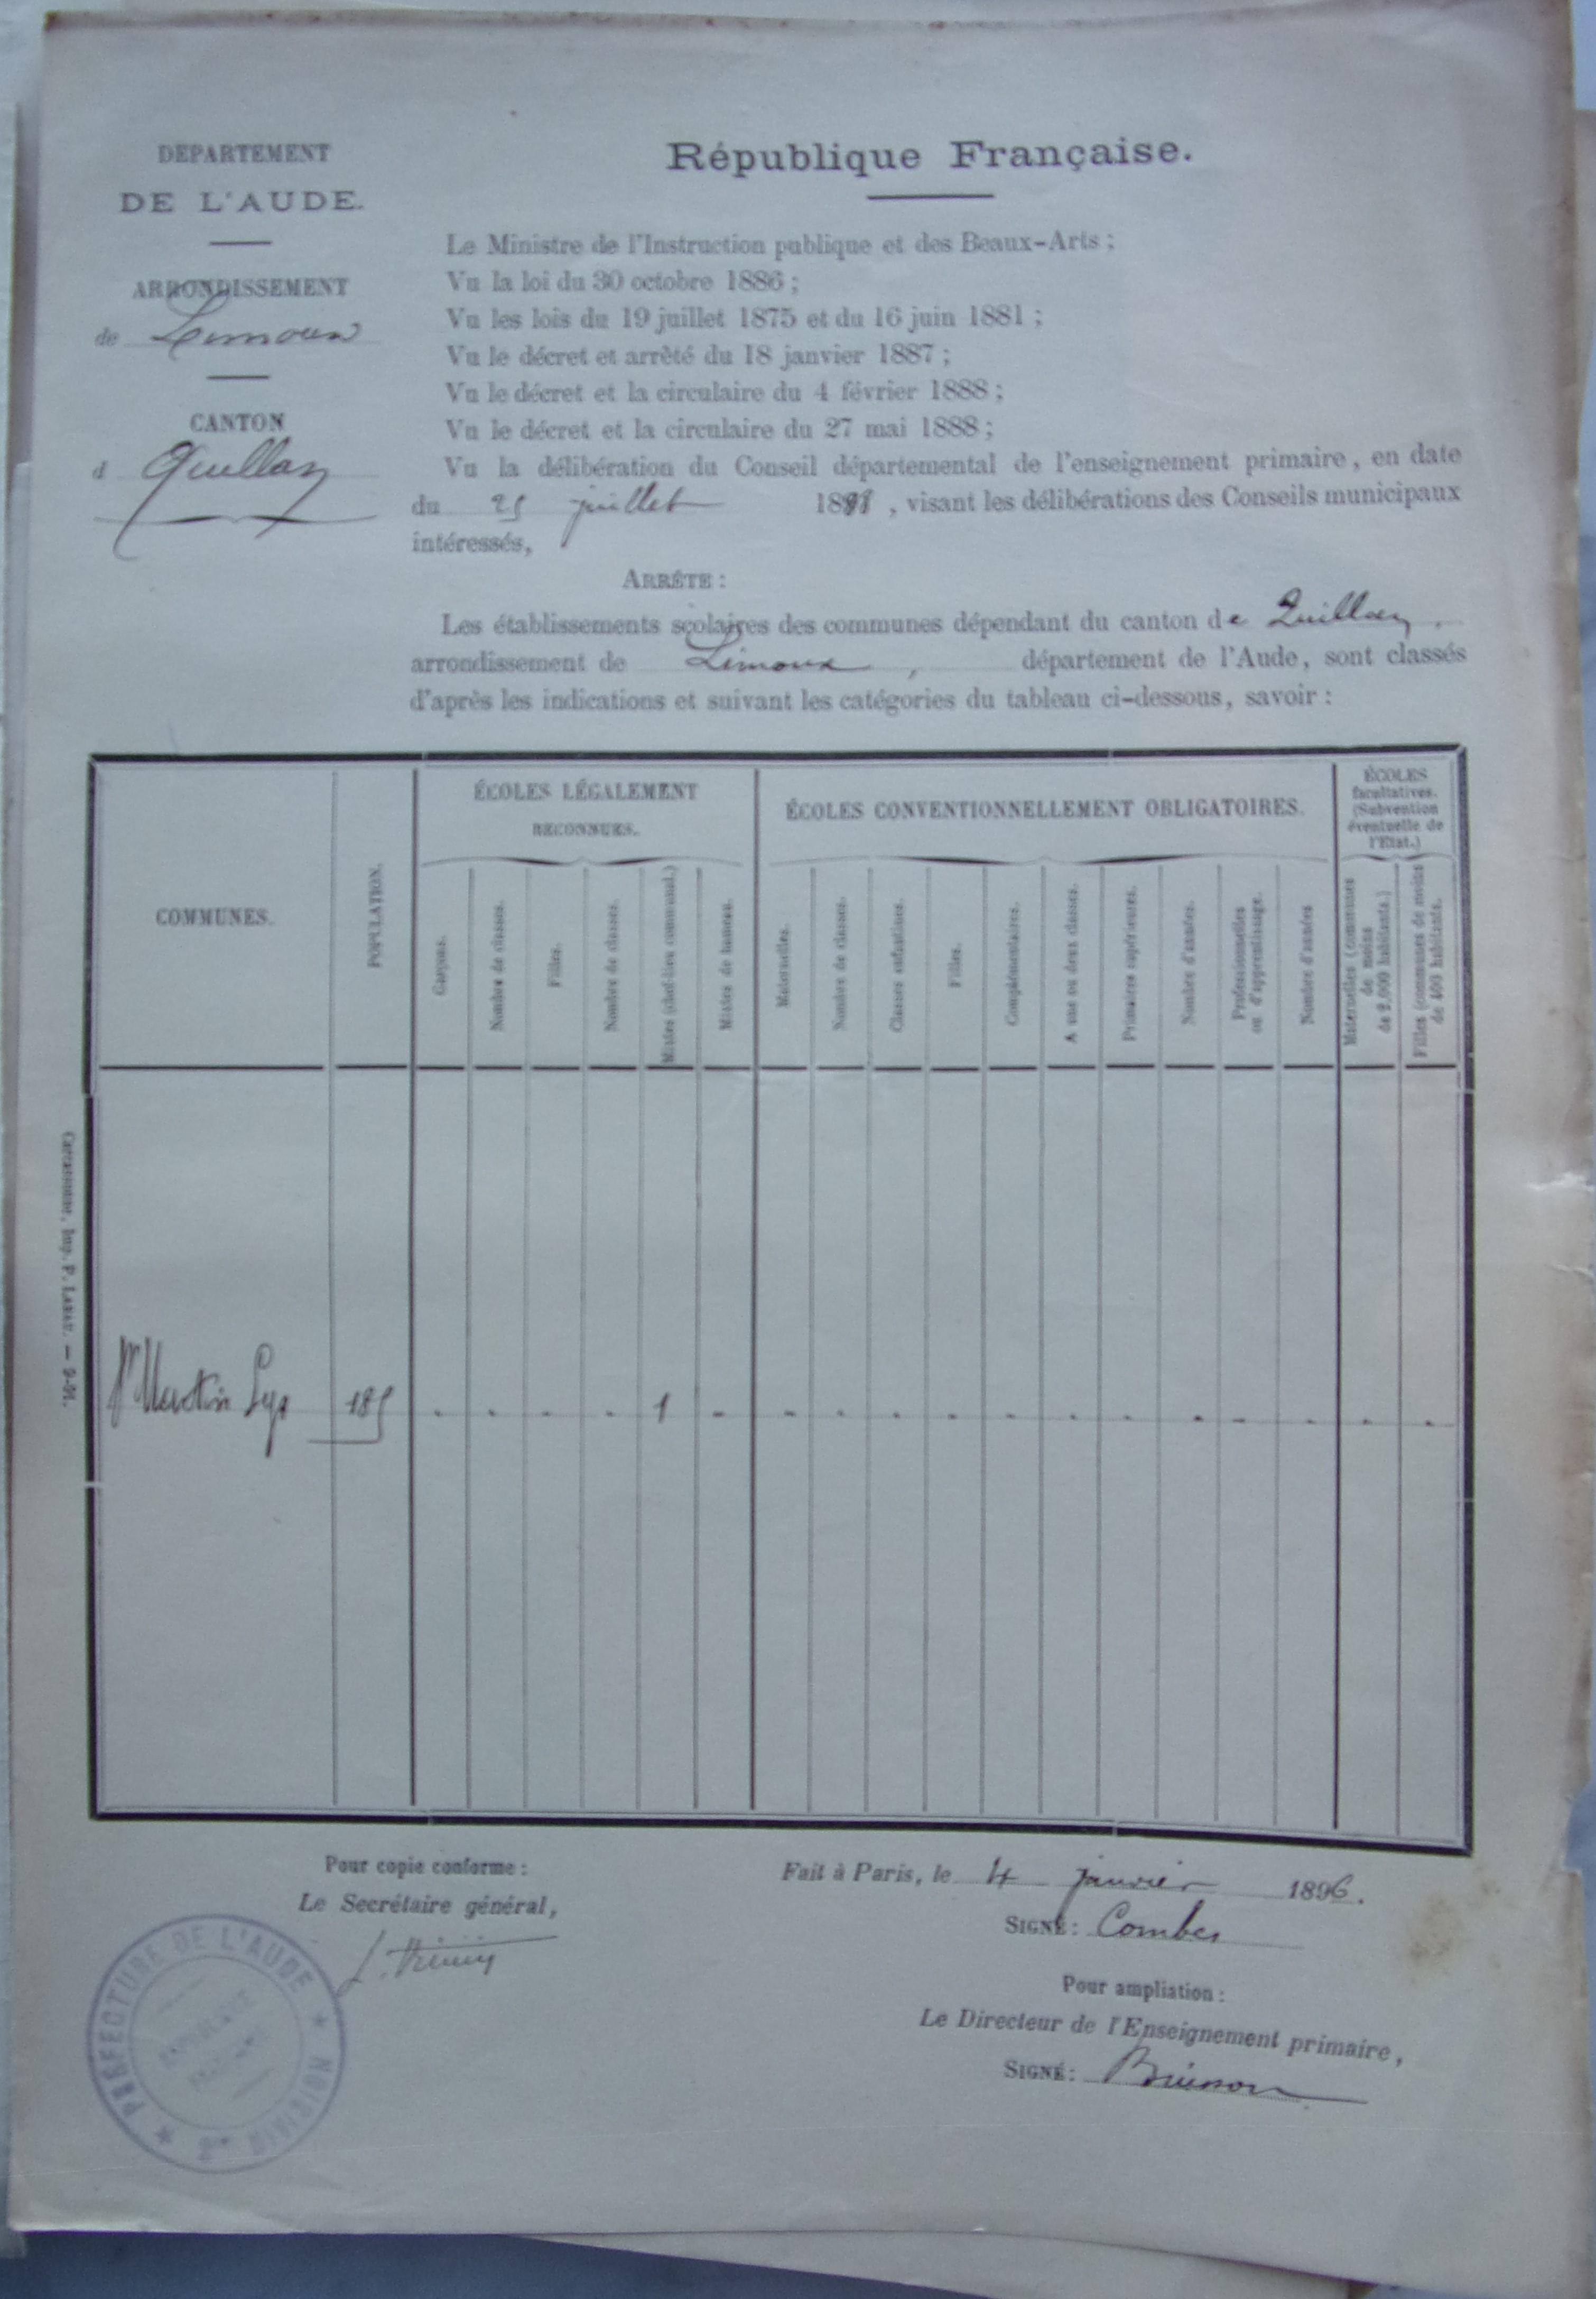 DEPARTEMENT
DE L'AUDE.
ARRONDISSEMENT
de Limoux
CANTON
d Quillan
République Française.
Le Ministre de l'Instruction publique et des Beaux-Arts ;
Vu la loi du 30 octobre 1886 ;
Vu les lois du 19 juillet 1875 et du 16 juin 1881 ;
Vu le décret et arrêté du 18 janvier 1887 ;
Vu le décret et la circulaire du 4 février 1888 ;
Vu le décret et la circulaire du 27 mai 1888 ;
Vu la délibération du Conseil départemental de l'enseignement primaire, en date
du 25 juillet , visant les délibérations des Conseils municipaux
intéressés,
ARRÊTE :
Les établissements scolaires des communes dépendant du canton de Quillan,
arrondissement de Limoux, département de l'Aude, sont classés
d'après les indications et suivant les catégories du tableau ci-dessous, savoir :
COMMUNES.
POPULATION.
ÉCOLES LÉGALEMENT
RECONNUES.
Garçons.
Nombre de classes.
Filles.
Nombre de classes.
Mixtes (chef-lieu communal.)
Mixtes de hameau.
ÉCOLES CONVENTIONNELLEMENT OBLIGATOIRES.
Maternelles.
Nombre de classes.
Classes enfantines.
Filles.
Complémentaires.
A une ou deux classes.
Primaires supérieures.
Nombre d'années.
Professionnelles
ou d'apprentissage.
Nombre d'années
ÉCOLES
facultatives.
(Subvention
éventuelle de
l'Etat.)
Maternelles (communes
de moins
de 2,000 habitants.)
Filles (communes de moins
de 400 habitants.
St Martin Lys 185 . . . . 1 - - . . . . . . . - . . .
Carcassonne, Imp. P. LABAU. — 9-91.
Pour copie conforme :
Le Secrétaire général,
PRÉFECTURE DE L'AUDE
Fait à Paris, le 4 janvier 1896.
SIGNÉ : Combes
Pour ampliation :
Le Directeur de l'Enseignement primaire,
SIGNÉ : Buisson